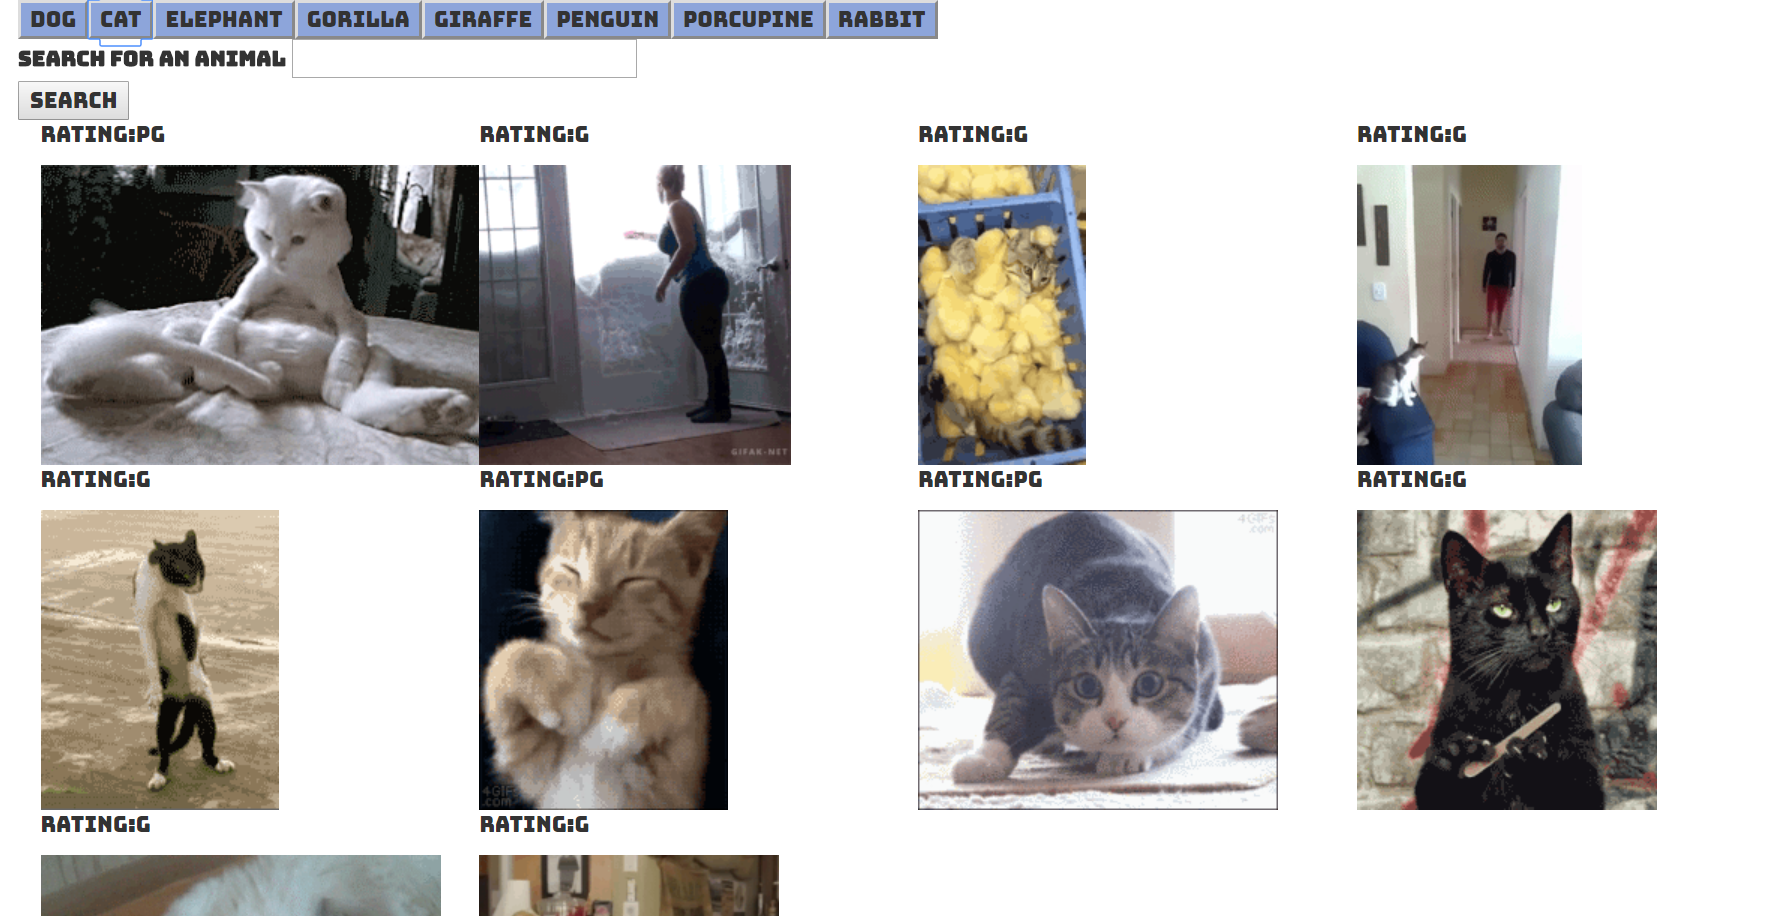 DOG CAT ELEPHANT GORILLA GIRAFFE PENGUIN PORCUPINE RABBIT
SEARCH FOR AN ANIMAL
SEARCH
RATING:PG RATING:G RATING:G RATING:G
GIFAK-NET
RATING:G RATING:PG RATING:PG RATING:G
4GIFs
.com
4GIFs
.com
RATING:G RATING:G